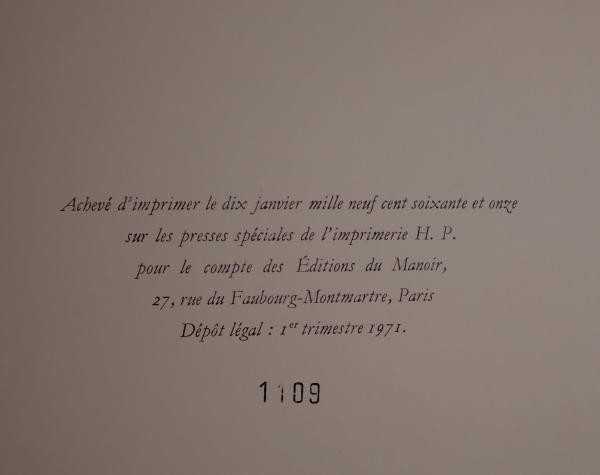 Achevé d'imprimer le dix janvier mille neuf cent soixante et onze
sur les presses spéciales de l'imprimerie H. P.
pour le compte des Éditions du Manoir,
27, rue du Faubourg-Montmartre, Paris
Dépôt légal : 1er trimestre 1971.
1109